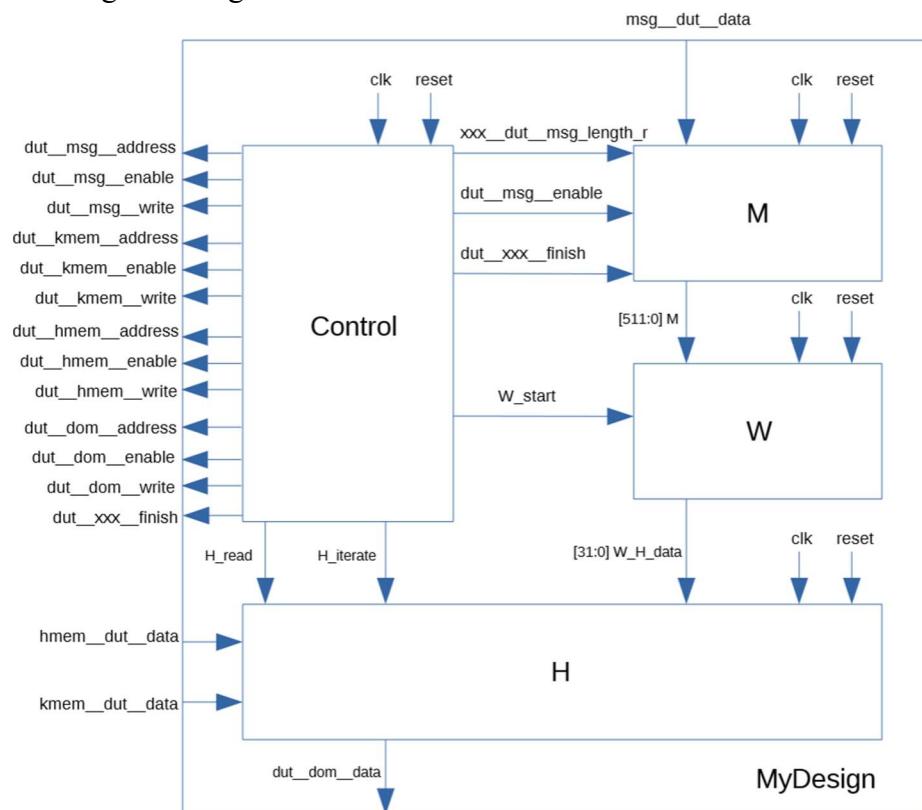 msg__dut__data
clk reset clk reset
xxx__dut__msg_length_r
dut__msg__address
dut__msg__enable
dut__msg__write
dut__kmem__address
dut__kmem__enable
dut__kmem__write
dut__hmem__address
dut__hmem__enable
dut__hmem__write
dut__dom__address
dut__dom__enable
dut__dom__write
dut__xxx__finish
Control
dut__msg__enable
dut__xxx__finish
M
[511:0] M
clk reset
W_start
W
H_read
H_iterate
[31:0] W_H_data
clk reset
hmem__dut__data
kmem__dut__data
H
dut__dom__data
MyDesign